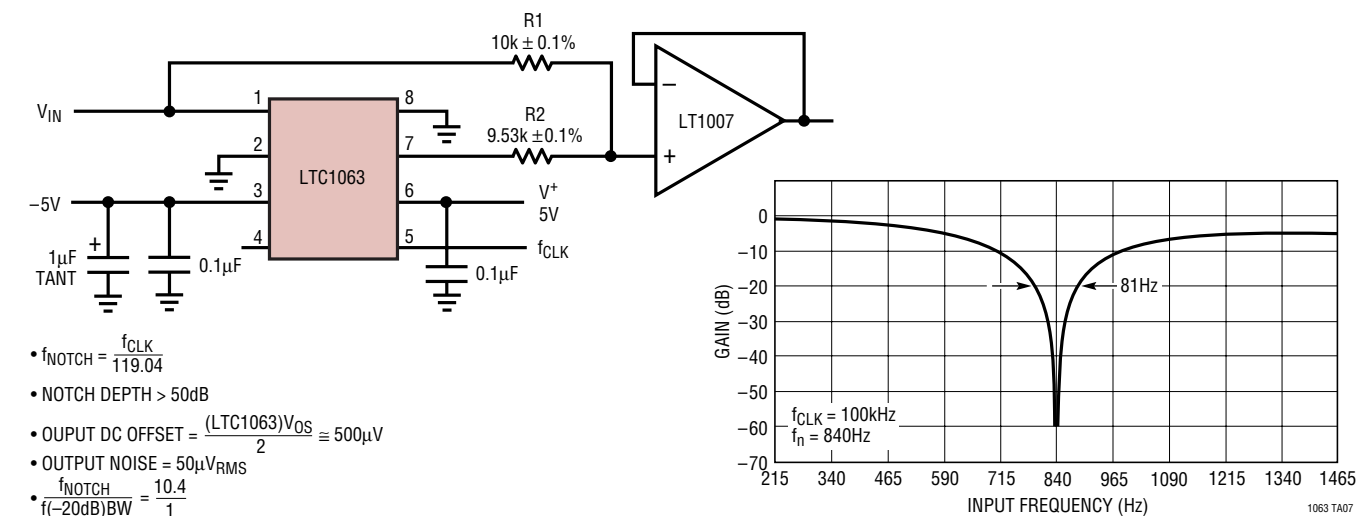 R1
10k ± 0.1%
VIN
1
8
R2
9.53k ±0.1%
LT1007
–
+
2
7
LTC1063
–5V
3
6
V+
5V
4
5
fCLK
+
1µF
TANT
0.1µF
0.1µF
• fNOTCH = fCLK
119.04
• NOTCH DEPTH > 50dB
• OUPUT DC OFFSET = (LTC1063)VOS ≅ 500µV
2
• OUTPUT NOISE = 50µVRMS
• fNOTCH = 10.4
f(–20dB)BW 1
GAIN (dB)
0
–10
–20
–30
–40
–50
–60
–70
81Hz
fCLK = 100kHz
fn = 840Hz
215 340 465 590 715 840 965 1090 1215 1340 1465
INPUT FREQUENCY (Hz)
1063 TA07